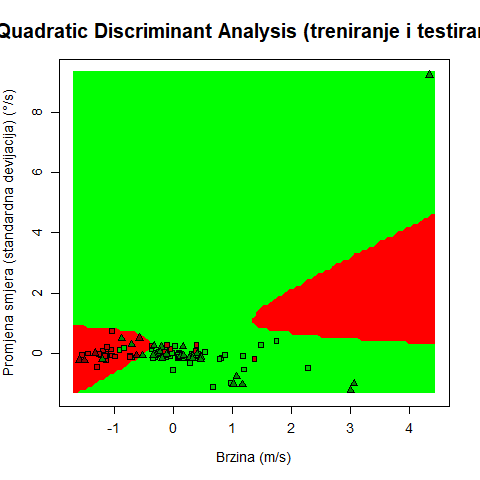 Quadratic Discriminant Analysis (treniranje i
Promjena smjera (standardna devijacija) (°/s)
8
6
4
2
0
-1 0 1 2 3 4
Brzina (m/s)